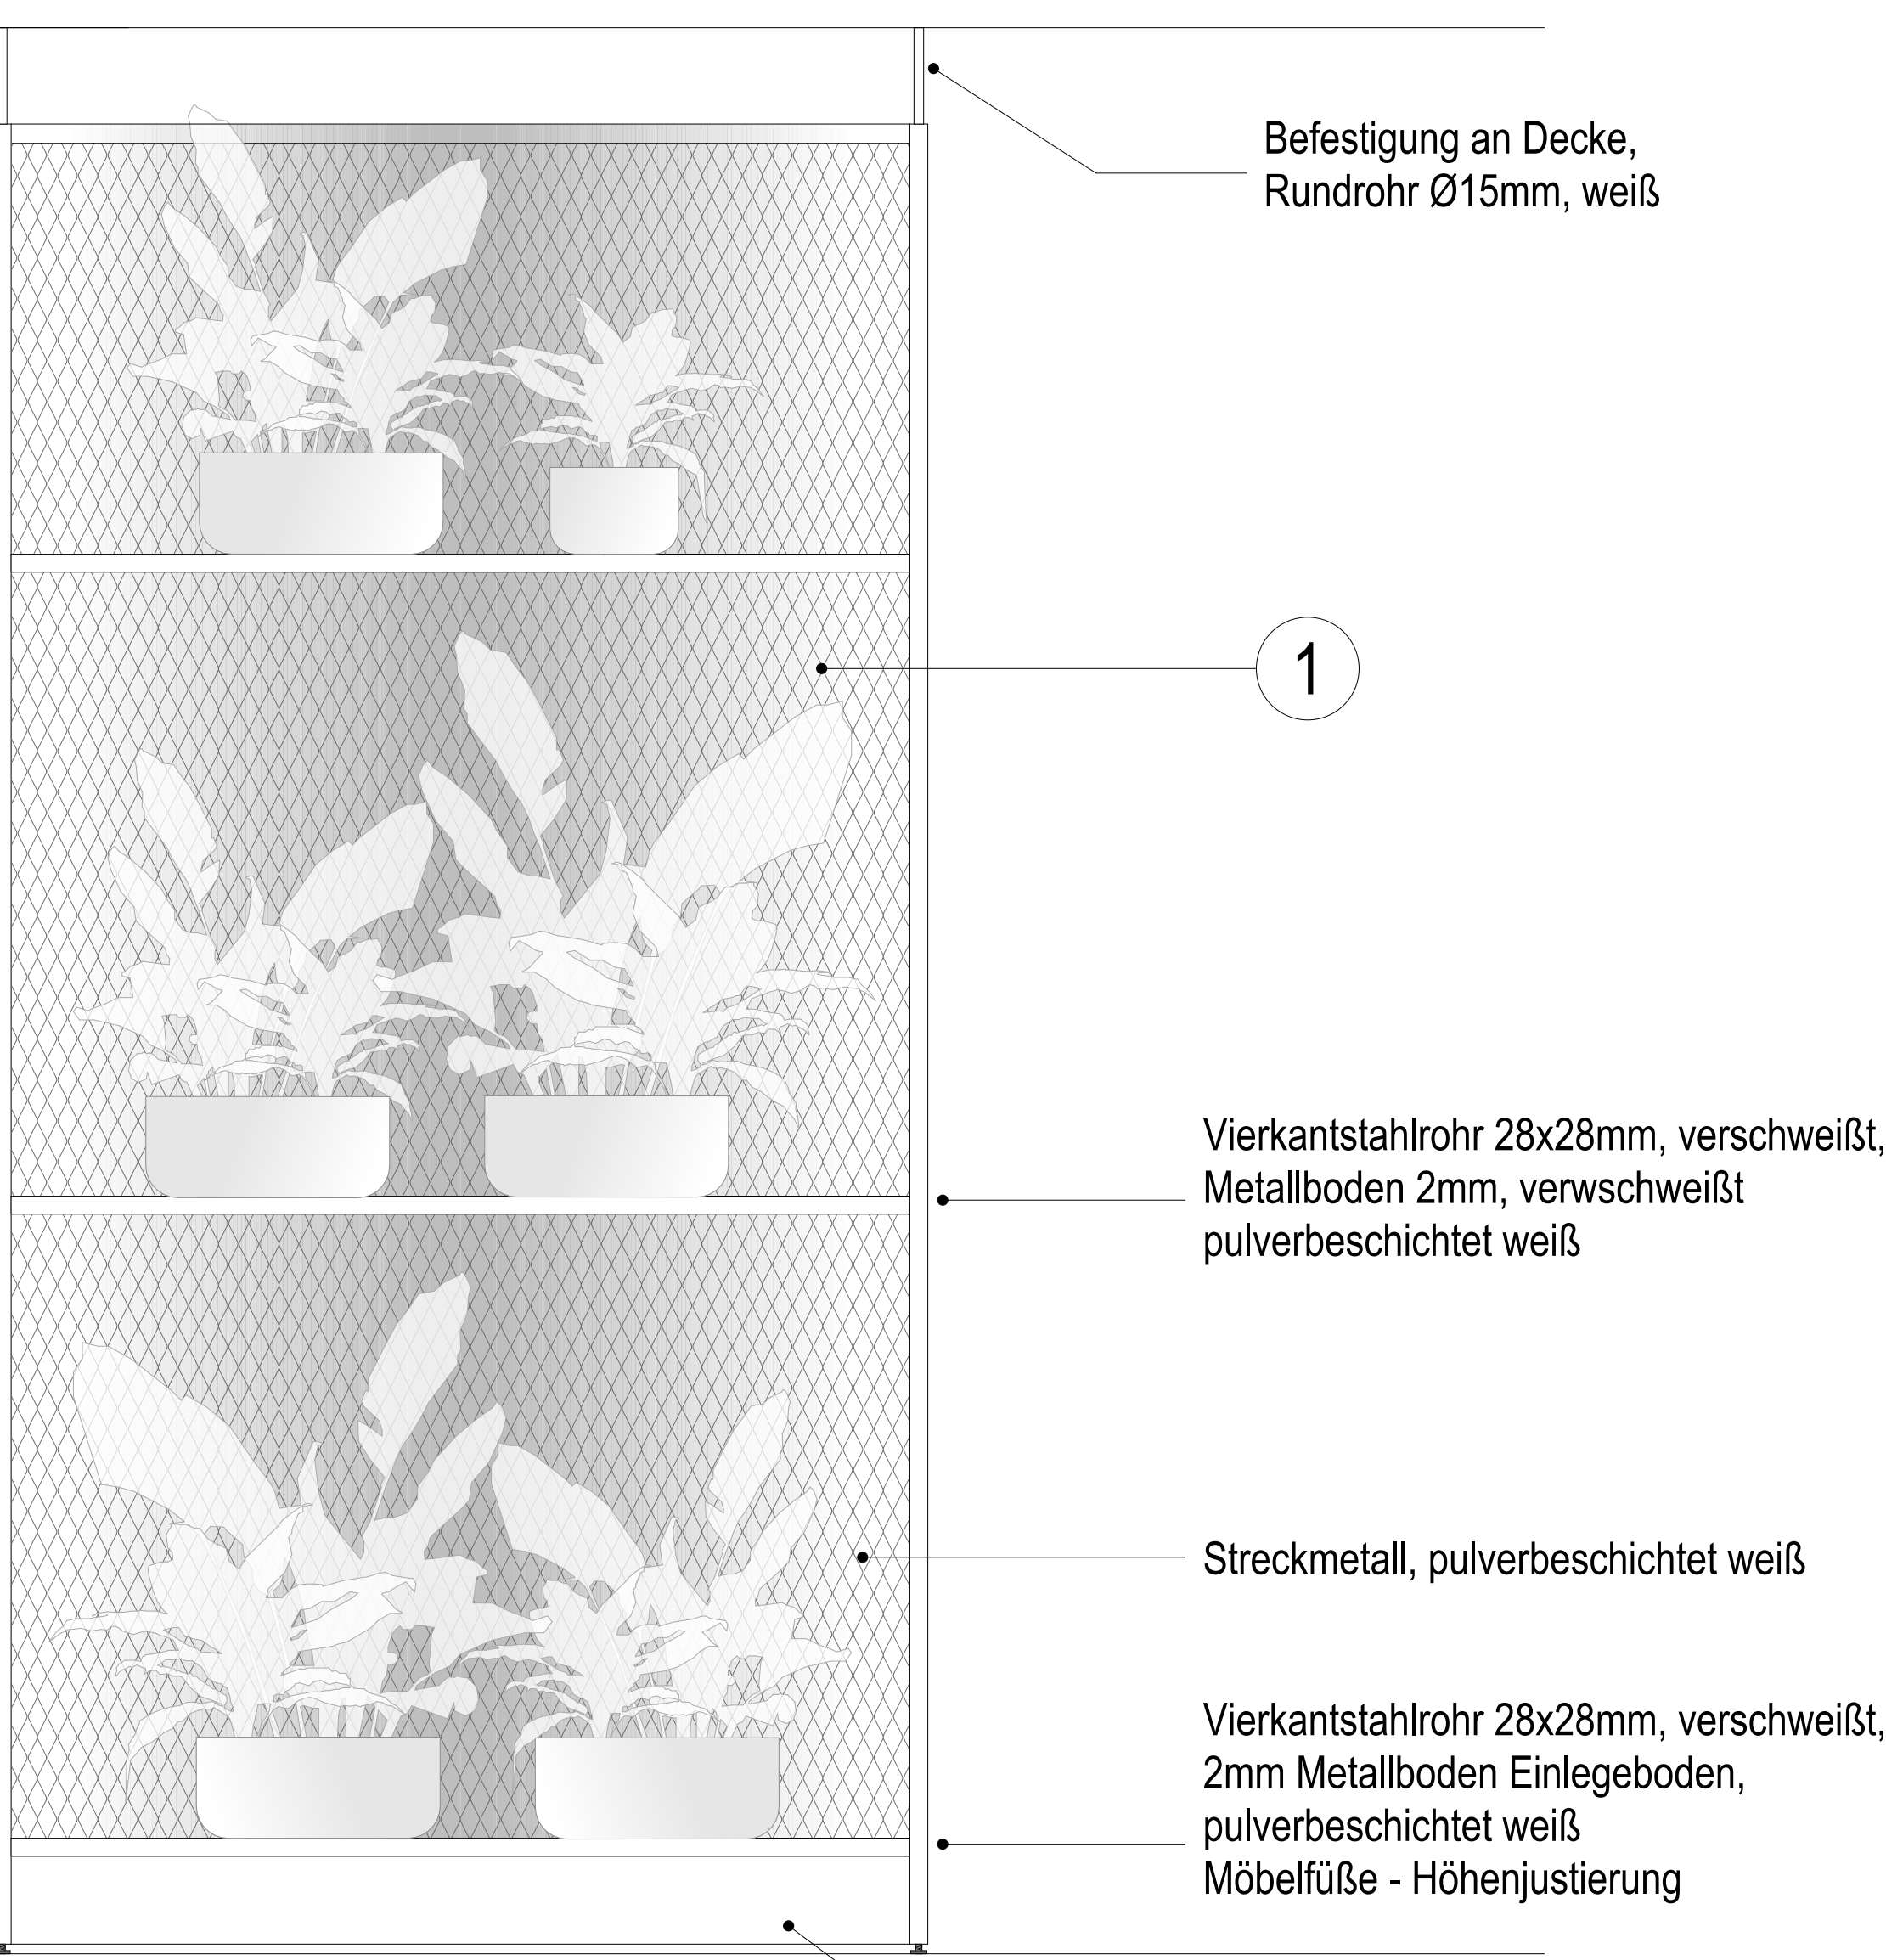 Befestigung an Decke,
Rundrohr Ø15mm, weiß
1
Vierkantstahlrohr 28x28mm, verschweißt,
Metallboden 2mm, verwschweißt
pulverbeschichtet weiß
Streckmetall, pulverbeschichtet weiß
Vierkantstahlrohr 28x28mm, verschweißt,
2mm Metallboden Einlegeboden,
pulverbeschichtet weiß
Möbelfüße - Höhenjustierung